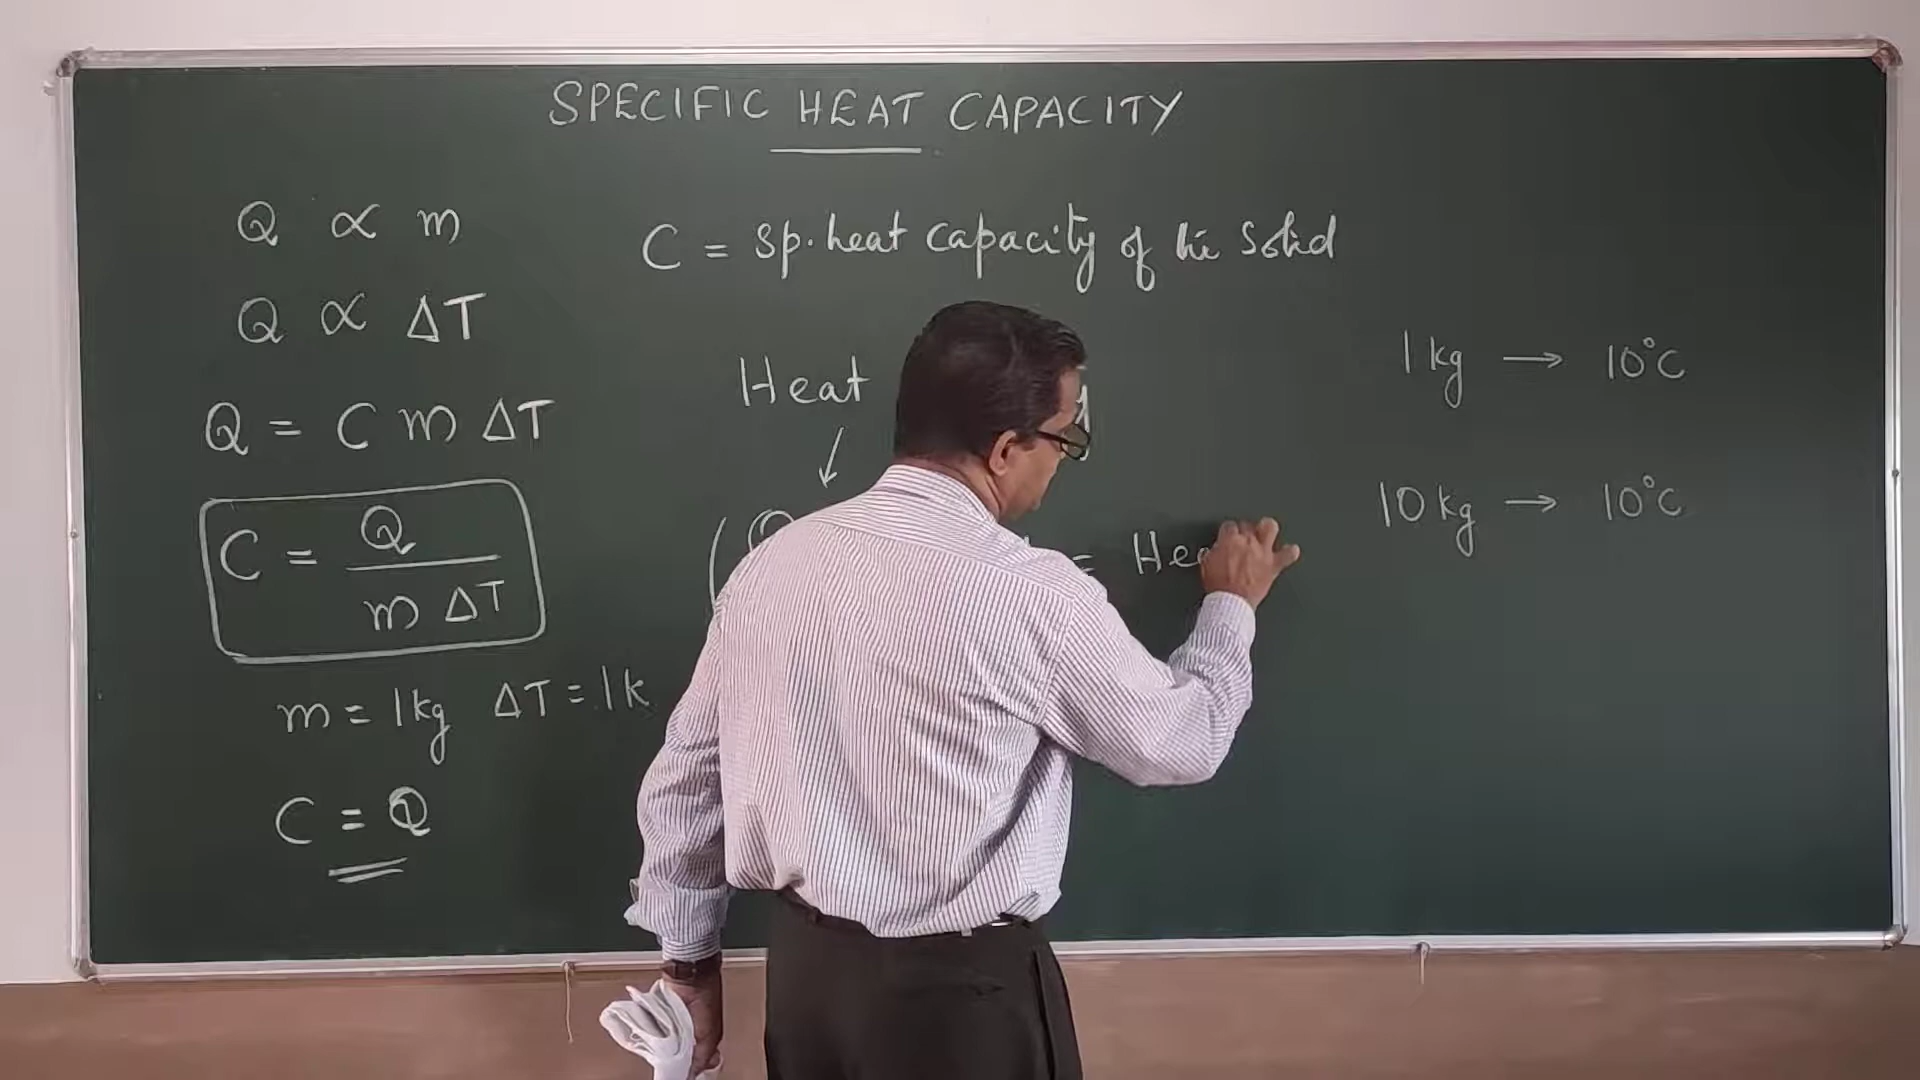 SPECIFIC HEAT CAPACITY
Q ∝ m
Q ∝ ΔT
Q = C m ΔT
C = Q / m ΔT
m = 1kg ΔT = 1k
C = Q
C = Sp. heat capacity of the Solid
Heat
(Q
=
1 kg → 10°C
10 kg → 10°C